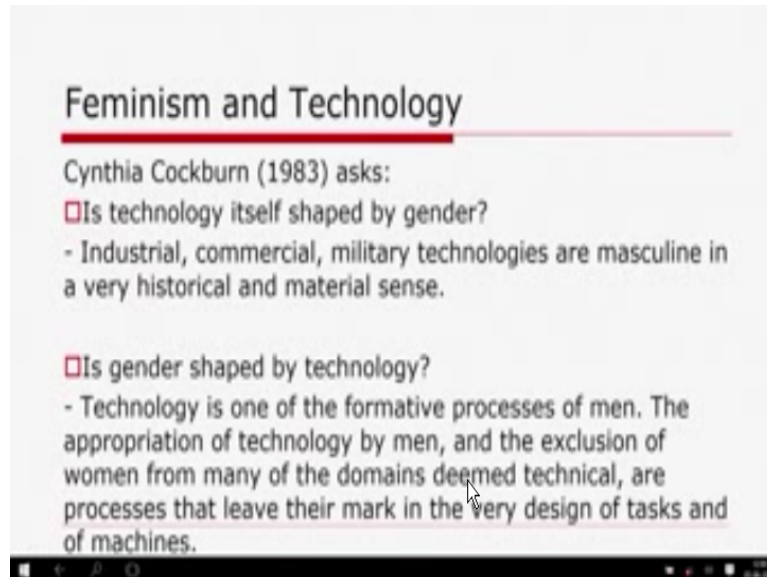 Feminism and Technology
Cynthia Cockburn (1983) asks:
Is technology itself shaped by gender?
- Industrial, commercial, military technologies are masculine in
a very historical and material sense.
Is gender shaped by technology?
- Technology is one of the formative processes of men. The
appropriation of technology by men, and the exclusion of
women from many of the domains deemed technical, are
processes that leave their mark in the very design of tasks and
of machines.